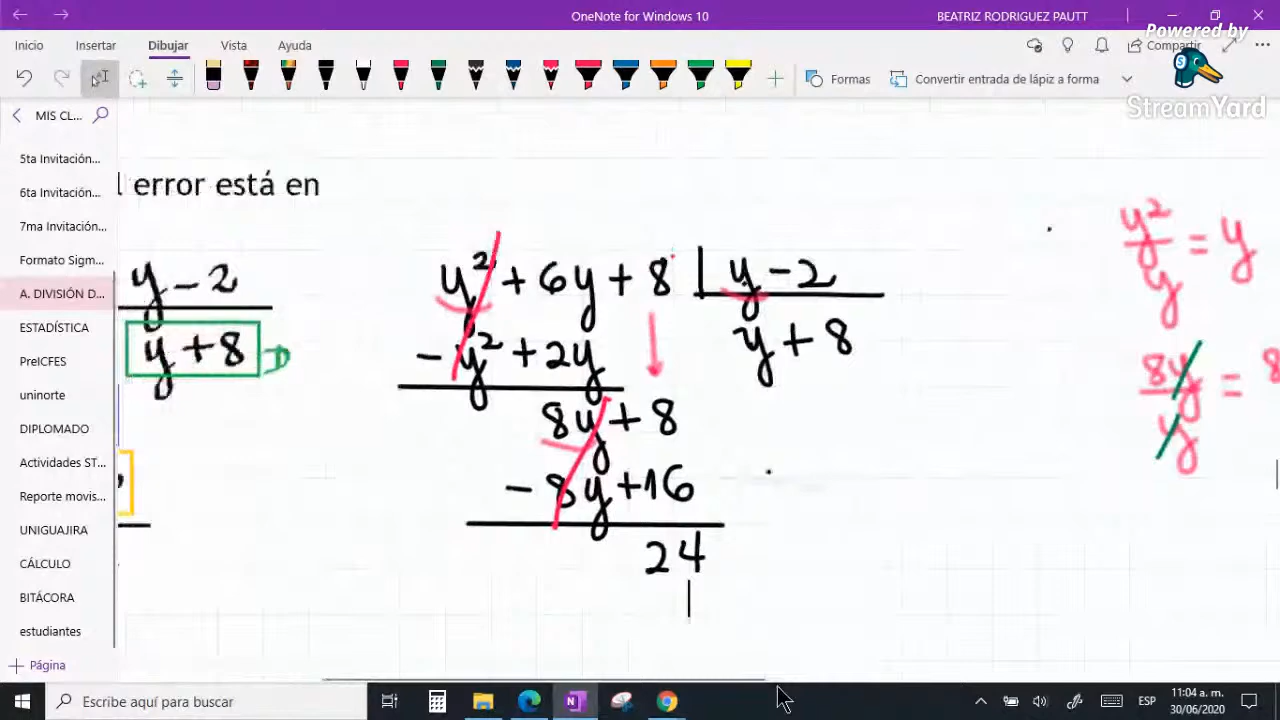 OneNote for Windows 10
BEATRIZ RODRIGUEZ PAUTT
Powered by
StreamYard
Inicio Insertar Dibujar Vista Ayuda
Compartir
Formas
Convertir entrada de lápiz a forma
MIS CL...
5ta Invitación...
6ta Invitación...
7ma Invitación...
Formato Sigm...
A. DIVISIÓN D...
ESTADÍSTICA
PreICFES
uninorte
DIPLOMADO
Actividades ST...
Reporte movis...
UNIGUAJIRA
CÁLCULO
BITÁCORA
estudiantes
Página
l error está en
y - 2
y + 8
y² + 6y + 8 y - 2
- y² + 2y y + 8
8y + 8
- 8y + 16
24
y²/y = y
8y/y = 8
Escribe aquí para buscar
ESP
11:04 a. m.
30/06/2020